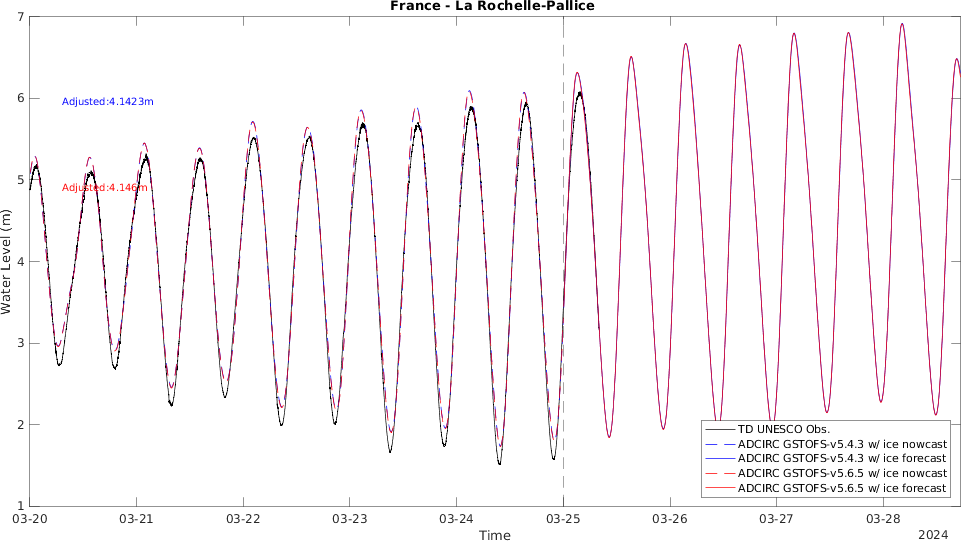 France - La Rochelle-Pallice
7
6
5
4
3
2
1
Water Level (m)
Adjusted:4.1423m
Adjusted:4.146m
TD UNESCO Obs.
ADCIRC GSTOFS-v5.4.3 w/ ice nowcast
ADCIRC GSTOFS-v5.4.3 w/ ice forecast
ADCIRC GSTOFS-v5.6.5 w/ ice nowcast
ADCIRC GSTOFS-v5.6.5 w/ ice forecast
03-20 03-21 03-22 03-23 03-24 03-25 03-26 03-27 03-28
Time
2024